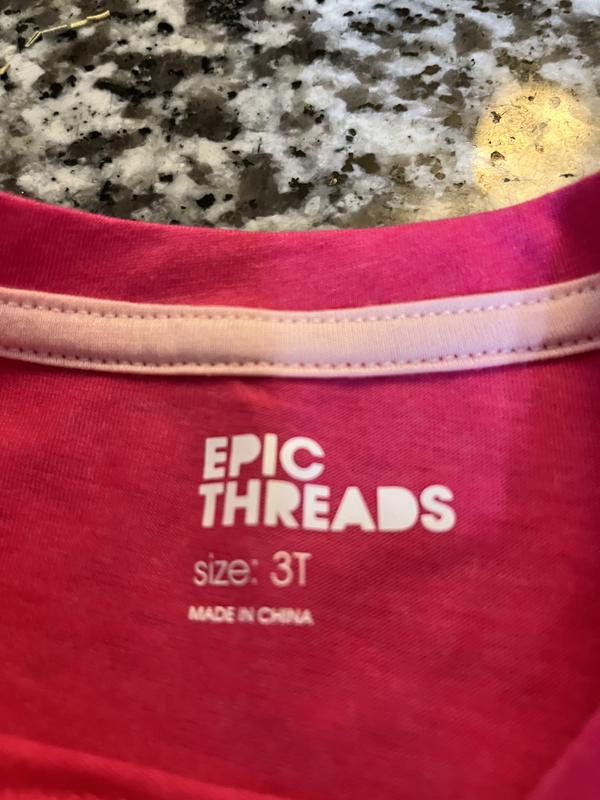 EPIC
THREADS
size: 3T
MADE IN CHINA